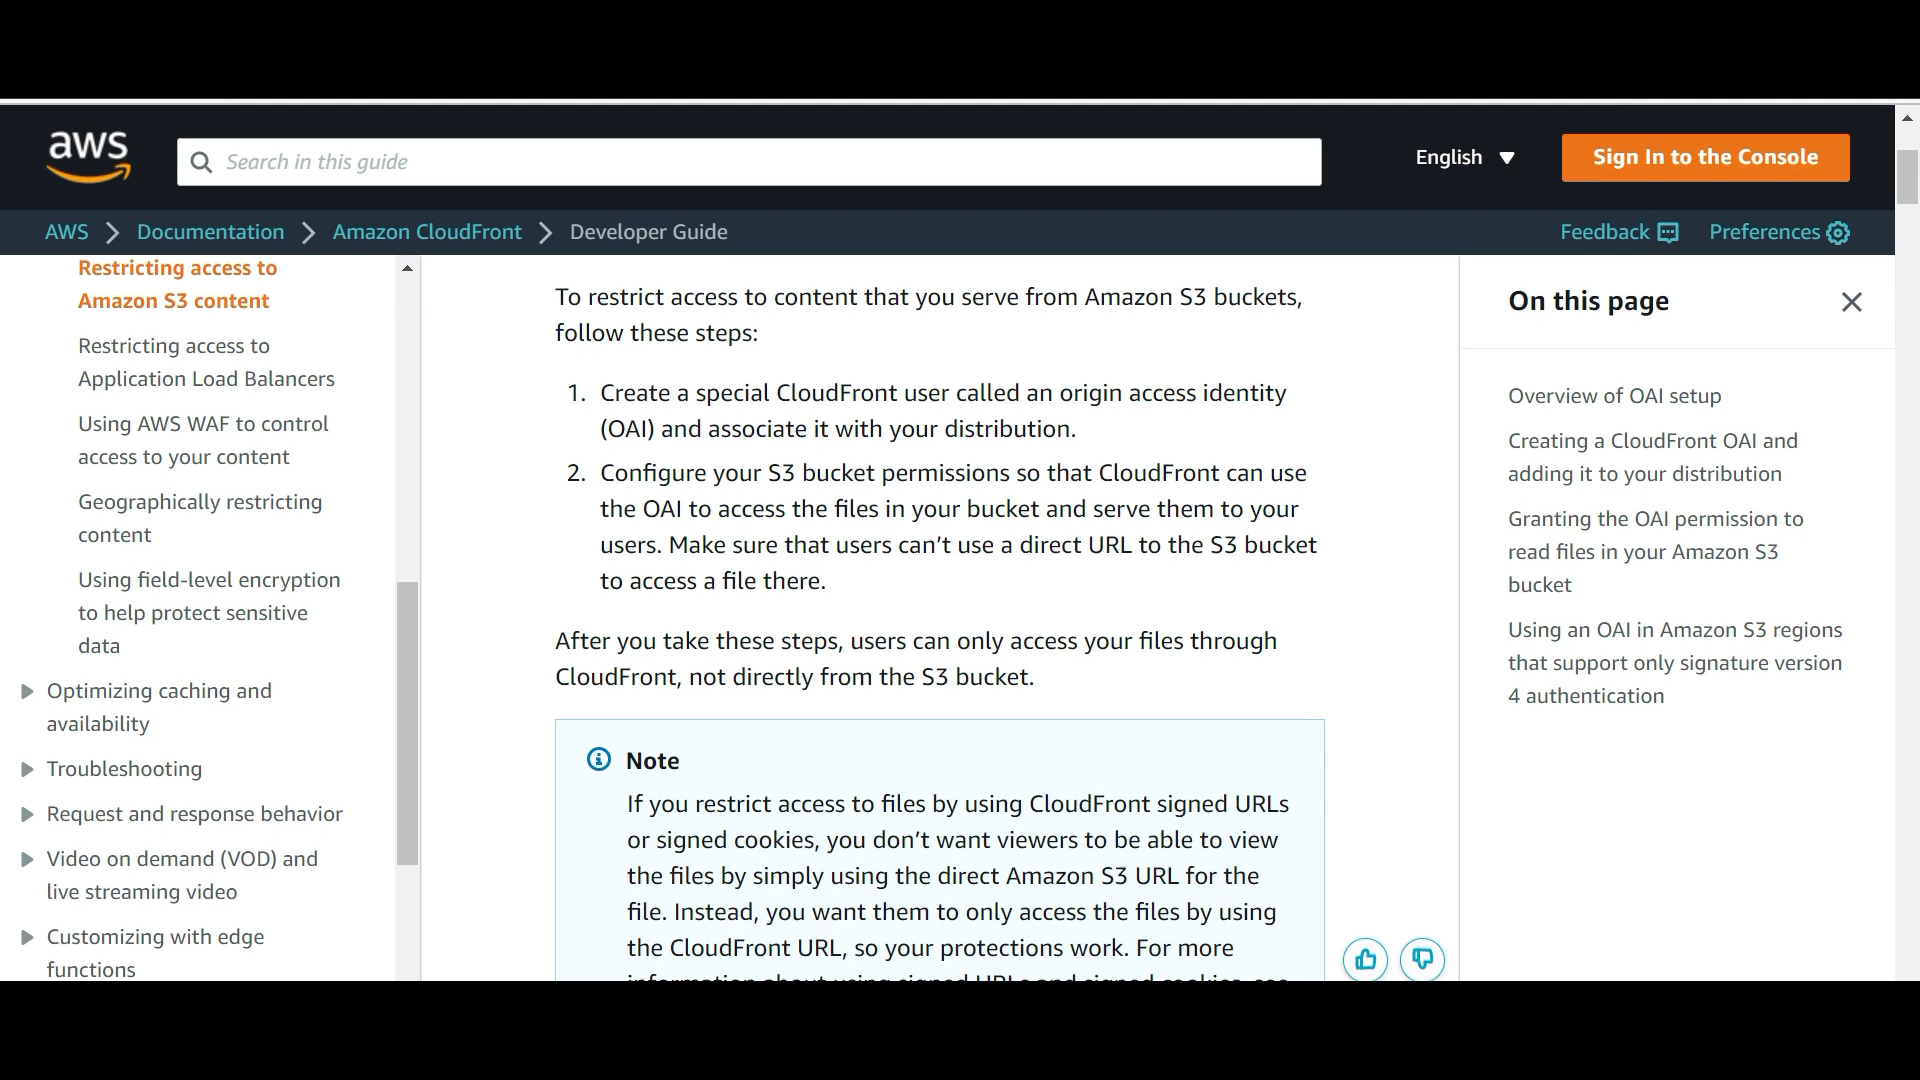 aws
Search in this guide
English
Sign In to the Console
AWS
Documentation
Amazon CloudFront
Developer Guide
Feedback
Preferences
Restricting access to
Amazon S3 content
Restricting access to
Application Load Balancers
Using AWS WAF to control
access to your content
Geographically restricting
content
Using field-level encryption
to help protect sensitive
data
Optimizing caching and
availability
Troubleshooting
Request and response behavior
Video on demand (VOD) and
live streaming video
Customizing with edge
functions
To restrict access to content that you serve from Amazon S3 buckets,
follow these steps:
1. Create a special CloudFront user called an origin access identity
(OAI) and associate it with your distribution.
2. Configure your S3 bucket permissions so that CloudFront can use
the OAI to access the files in your bucket and serve them to your
users. Make sure that users can’t use a direct URL to the S3 bucket
to access a file there.
After you take these steps, users can only access your files through
CloudFront, not directly from the S3 bucket.
Note
If you restrict access to files by using CloudFront signed URLs
or signed cookies, you don’t want viewers to be able to view
the files by simply using the direct Amazon S3 URL for the
file. Instead, you want them to only access the files by using
the CloudFront URL, so your protections work. For more
information about using signed URLs and signed cookies, see
On this page
Overview of OAI setup
Creating a CloudFront OAI and
adding it to your distribution
Granting the OAI permission to
read files in your Amazon S3
bucket
Using an OAI in Amazon S3 regions
that support only signature version
4 authentication